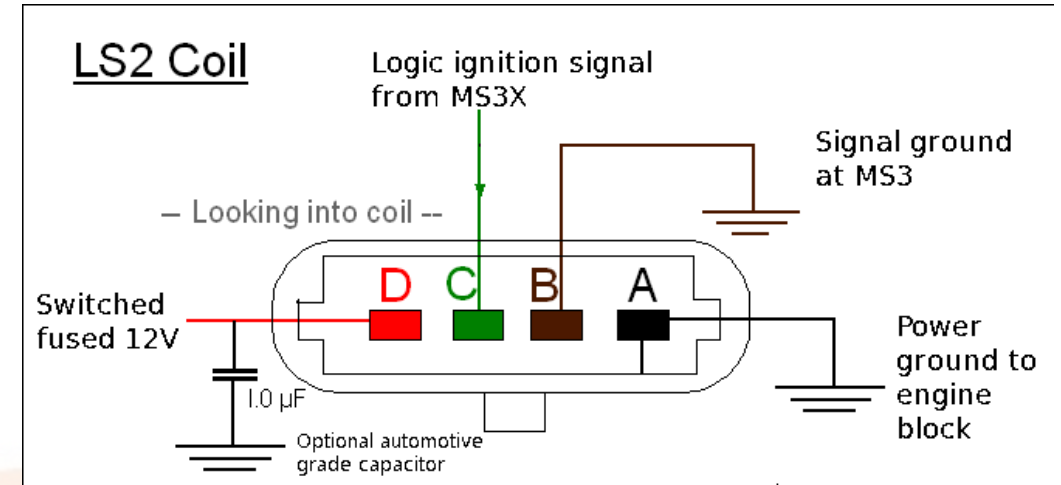 LS2 Coil
Logic ignition signal
from MS3X
Signal ground
at MS3
-- Looking into coil --
D C B A
Switched
fused 12V
Power
ground to
engine
block
1.0 µF
Optional automotive
grade capacitor